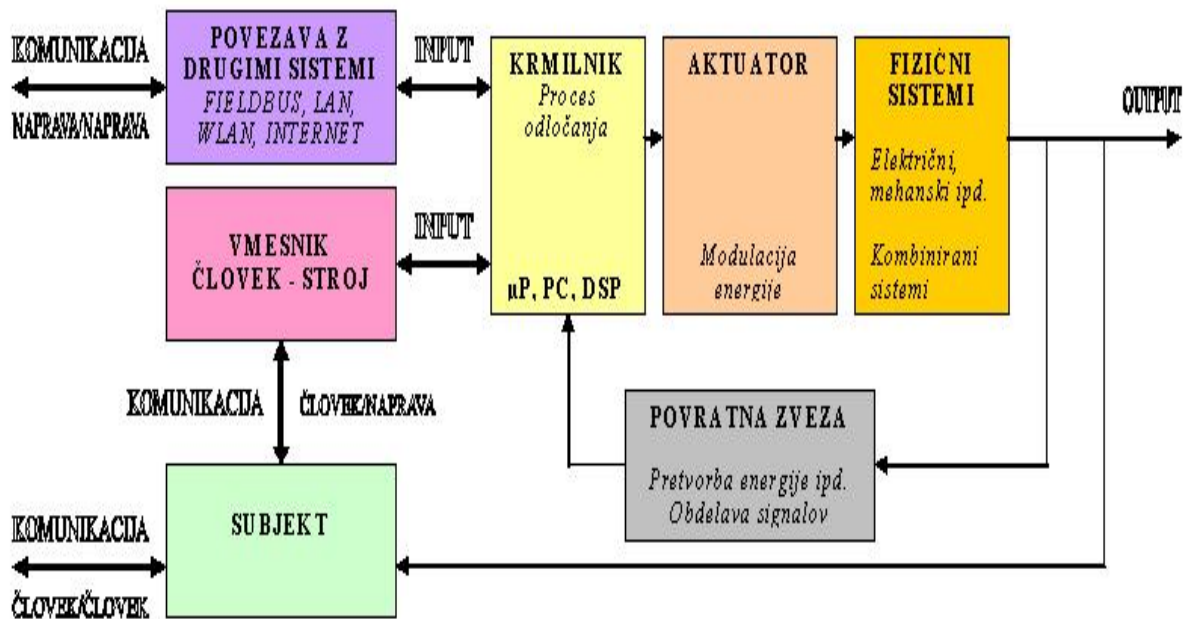 KOMUNIKACIJA
NAPRAVA/NAPRAVA
POVEZAVA Z
DRUGIMI SISTEMI
FIELDBUS, LAN,
WLAN, INTERNET
INPUT
KRMILNIK
Proces
odločanja
µP, PC, DSP
AKTUATOR
Modulacija
energije
FIZIČNI
SISTEMI
Električni,
mehanski ipd.
Kombinirani
sistemi
OUTPUT
VMESNIK
ČLOVEK - STROJ
INPUT
KOMUNIKACIJA
ČLOVEK/NAPRAVA
POVRATNA ZVEZA
Pretvorba energije ipd.
Obdelava signalov
KOMUNIKACIJA
ČLOVEK/ČLOVEK
SUBJEKT